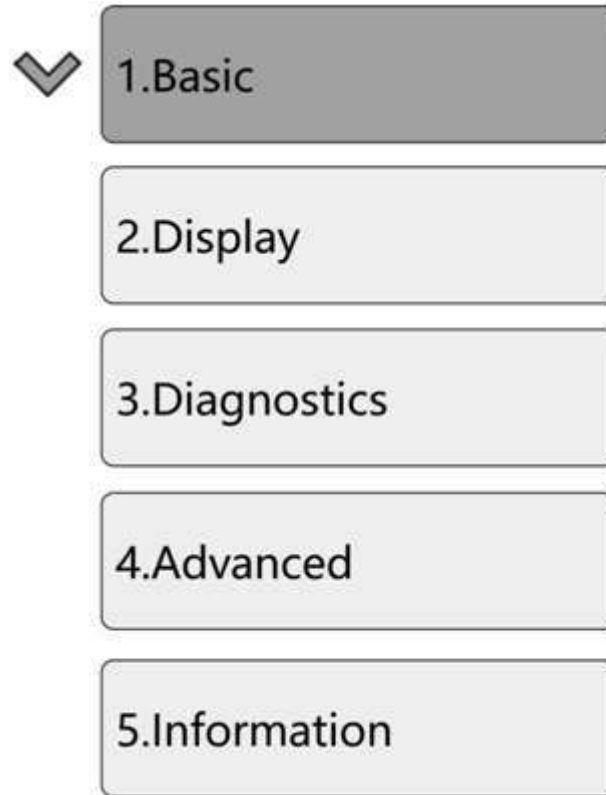 1.Basic
2.Display
3.Diagnostics
4.Advanced
5.Information